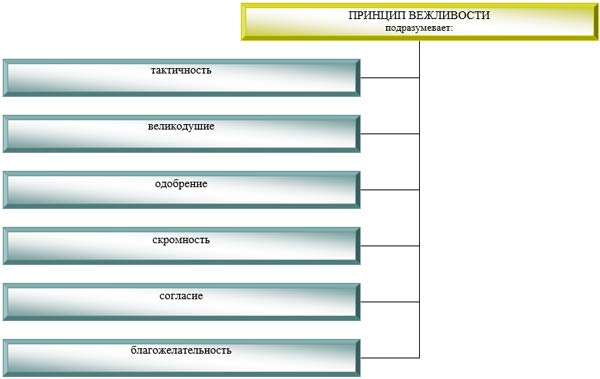 ПРИНЦИП ВЕЖЛИВОСТИ
подразумевает:
тактичность
великодушие
одобрение
скромность
согласие
благожелательность